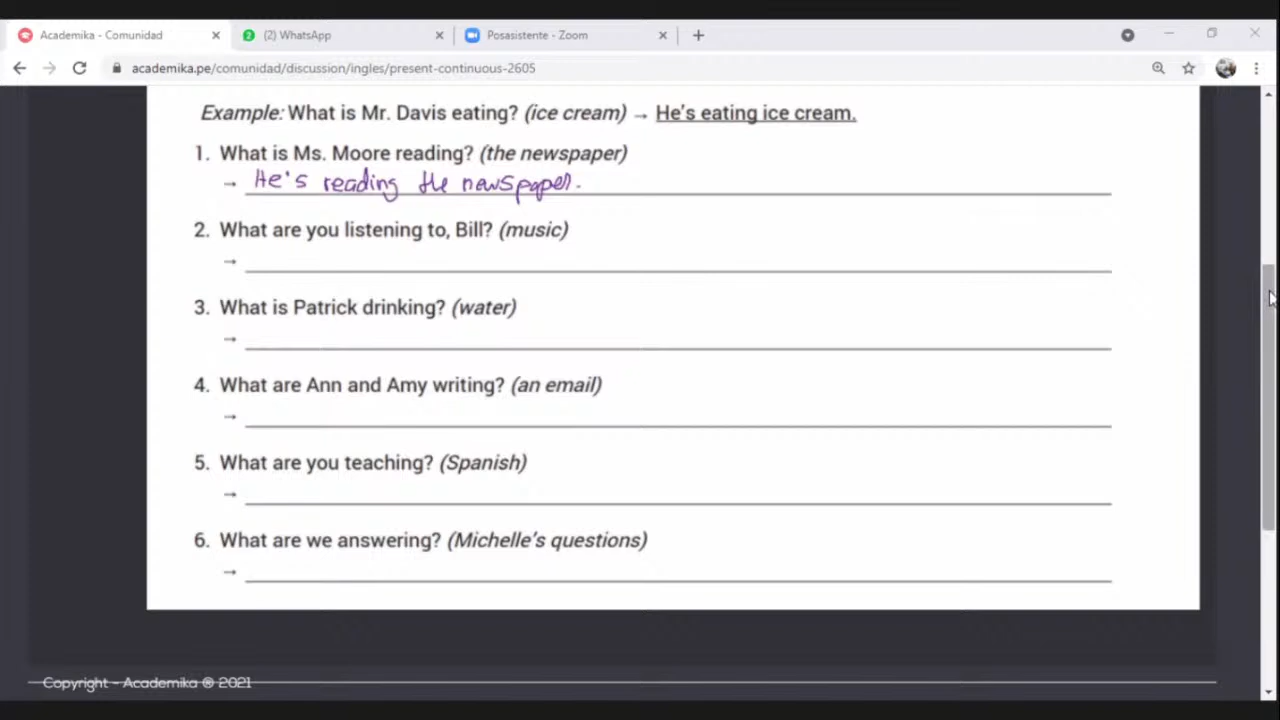 Academika - Comunidad
(2) WhatsApp
Posasistente - Zoom
academika.pe/comunidad/discussion/ingles/present-continuous-2605
Example: What is Mr. Davis eating? (ice cream) → He's eating ice cream.
1. What is Ms. Moore reading? (the newspaper)
→ He's reading the newspaper.
2. What are you listening to, Bill? (music)
→
3. What is Patrick drinking? (water)
→
4. What are Ann and Amy writing? (an email)
→
5. What are you teaching? (Spanish)
→
6. What are we answering? (Michelle's questions)
→
Copyright - Academika ® 2021